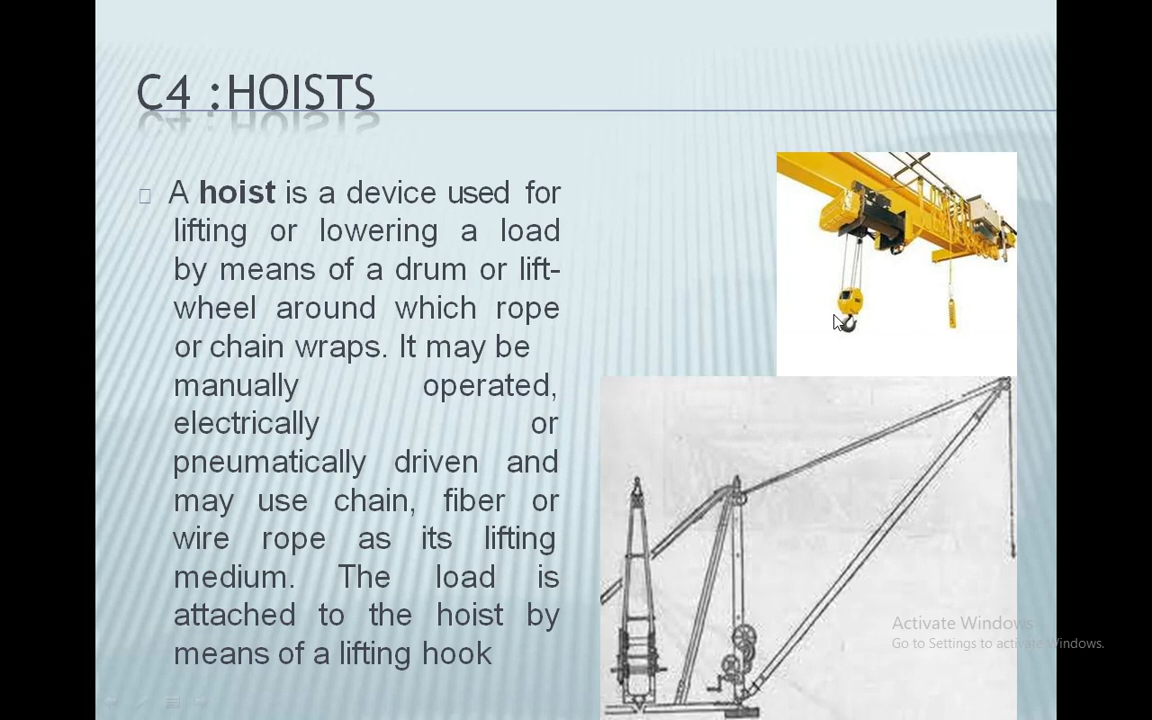 C4 :HOISTS
A hoist is a device used for
lifting or lowering a load
by means of a drum or lift-
wheel around which rope
or chain wraps. It may be
manually operated,
electrically or
pneumatically driven and
may use chain, fiber or
wire rope as its lifting
medium. The load is
attached to the hoist by
means of a lifting hook
Activate Windows
Go to Settings to activate Windows.